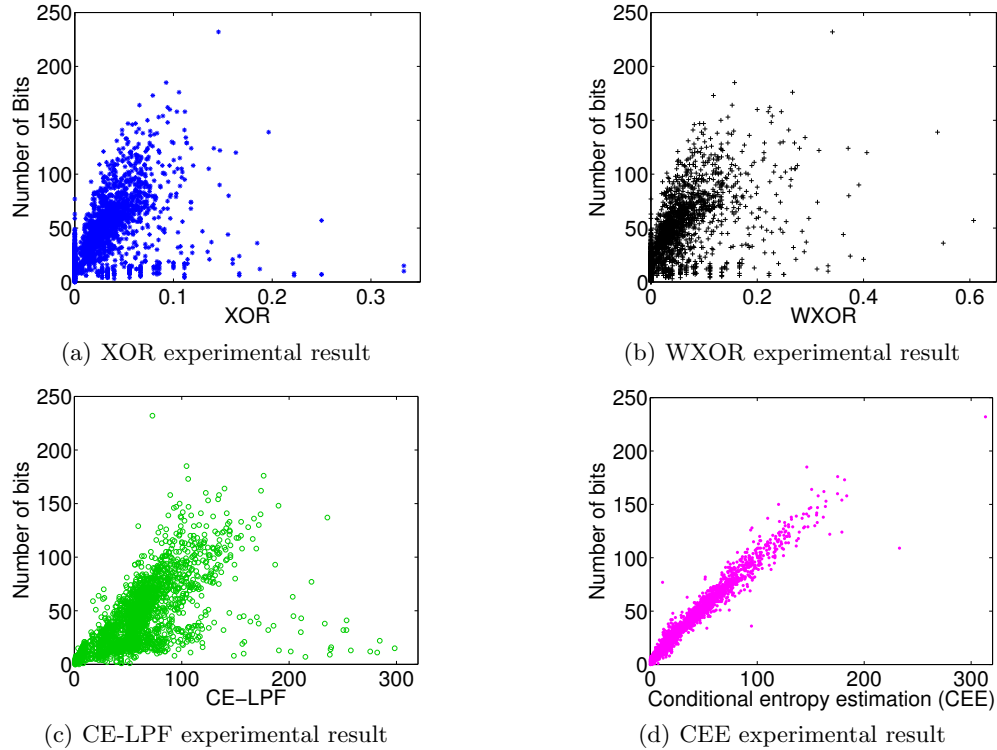 250
200
150
100
50
0
Number of Bits
0 0.1 0.2 0.3
XOR
(a) XOR experimental result
250
200
150
100
50
0
Number of bits
0 0.2 0.4 0.6
WXOR
(b) WXOR experimental result
250
200
150
100
50
0
Number of bits
0 100 200 300
CE-LPF
(c) CE-LPF experimental result
250
200
150
100
50
0
Number of bits
0 100 200 300
Conditional entropy estimation (CEE)
(d) CEE experimental result